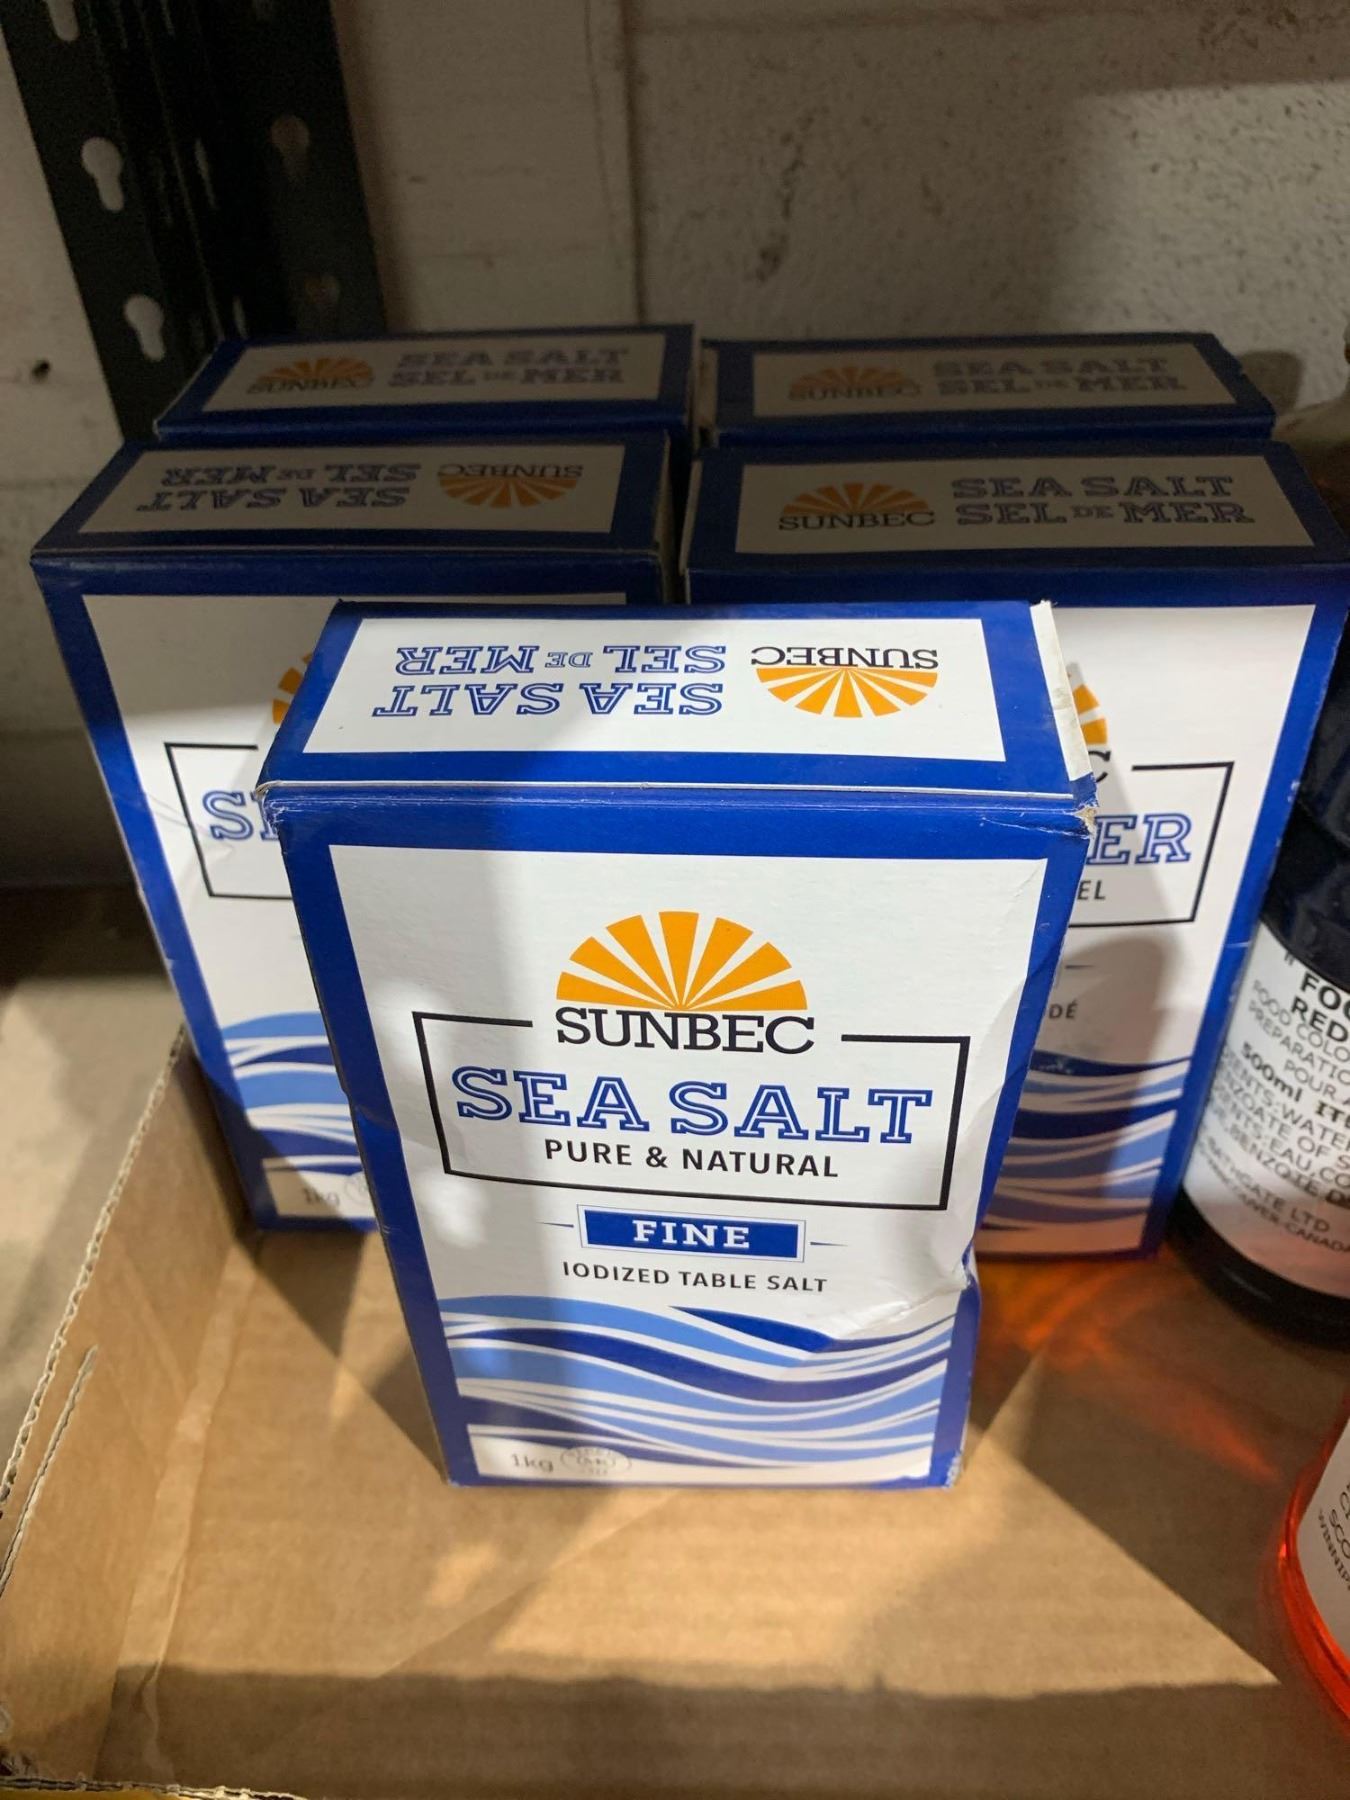 SUNBEC
SEA SALT
SEL DE MER
SUNBEC
SEA SALT
SEL DE MER
SUNBEC
SEA SALT
SEL DE MER
SUNBEC
SEA SALT
SEL DE MER
SUNBEC
SEA SALT
SEL DE MER
SUNBEC
SEA SALT
PURE & NATURAL
FINE
IODIZED TABLE SALT
1kg
1kg
ER
EL
DÉ
RED
500ml